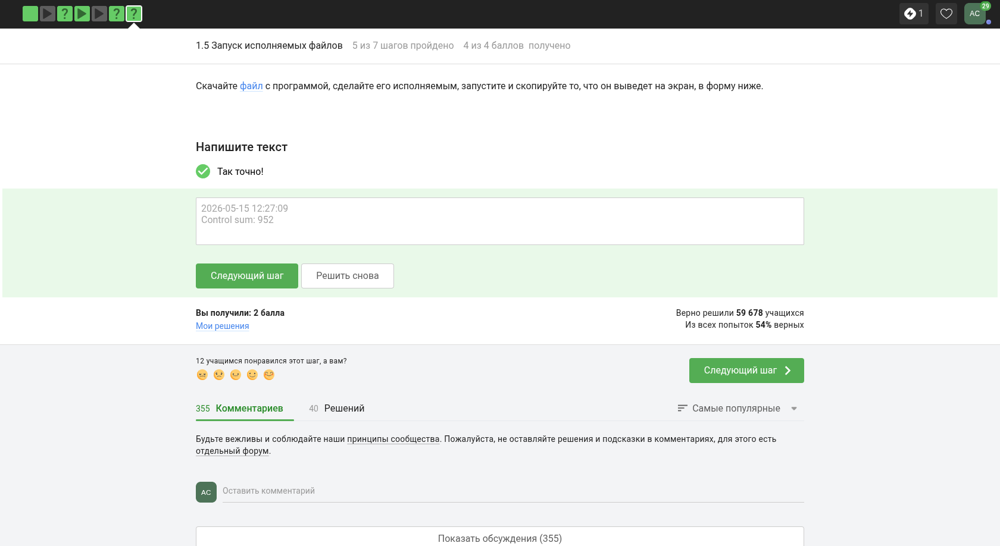 ? ? ?
1
AC
29
1.5 Запуск исполняемых файлов 5 из 7 шагов пройдено 4 из 4 баллов получено
Скачайте файл с программой, сделайте его исполняемым, запустите и скопируйте то, что он выведет на экран, в форму ниже.
Напишите текст
Так точно!
2026-05-15 12:27:09
Control sum: 952
Следующий шаг
Решить снова
Вы получили: 2 балла
Мои решения
Верно решили 59 678 учащихся
Из всех попыток 54% верных
12 учащимся понравился этот шаг, а вам?
Следующий шаг
355 Комментариев
40 Решений
Самые популярные
Будьте вежливы и соблюдайте наши принципы сообщества. Пожалуйста, не оставляйте решения и подсказки в комментариях, для этого есть
отдельный форум.
AC
Оставить комментарий
Показать обсуждения (355)